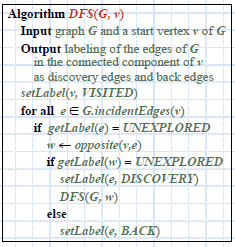 Algorithm DFS(G, v)
Input graph G and a start vertex v of G
Output labeling of the edges of G
in the connected component of v
as discovery edges and back edges
setLabel(v, VISITED)
for all e ∈ G.incidentEdges(v)
if getLabel(e) = UNEXPLORED
w ← opposite(v,e)
if getLabel(w) = UNEXPLORED
setLabel(e, DISCOVERY)
DFS(G, w)
else
setLabel(e, BACK)